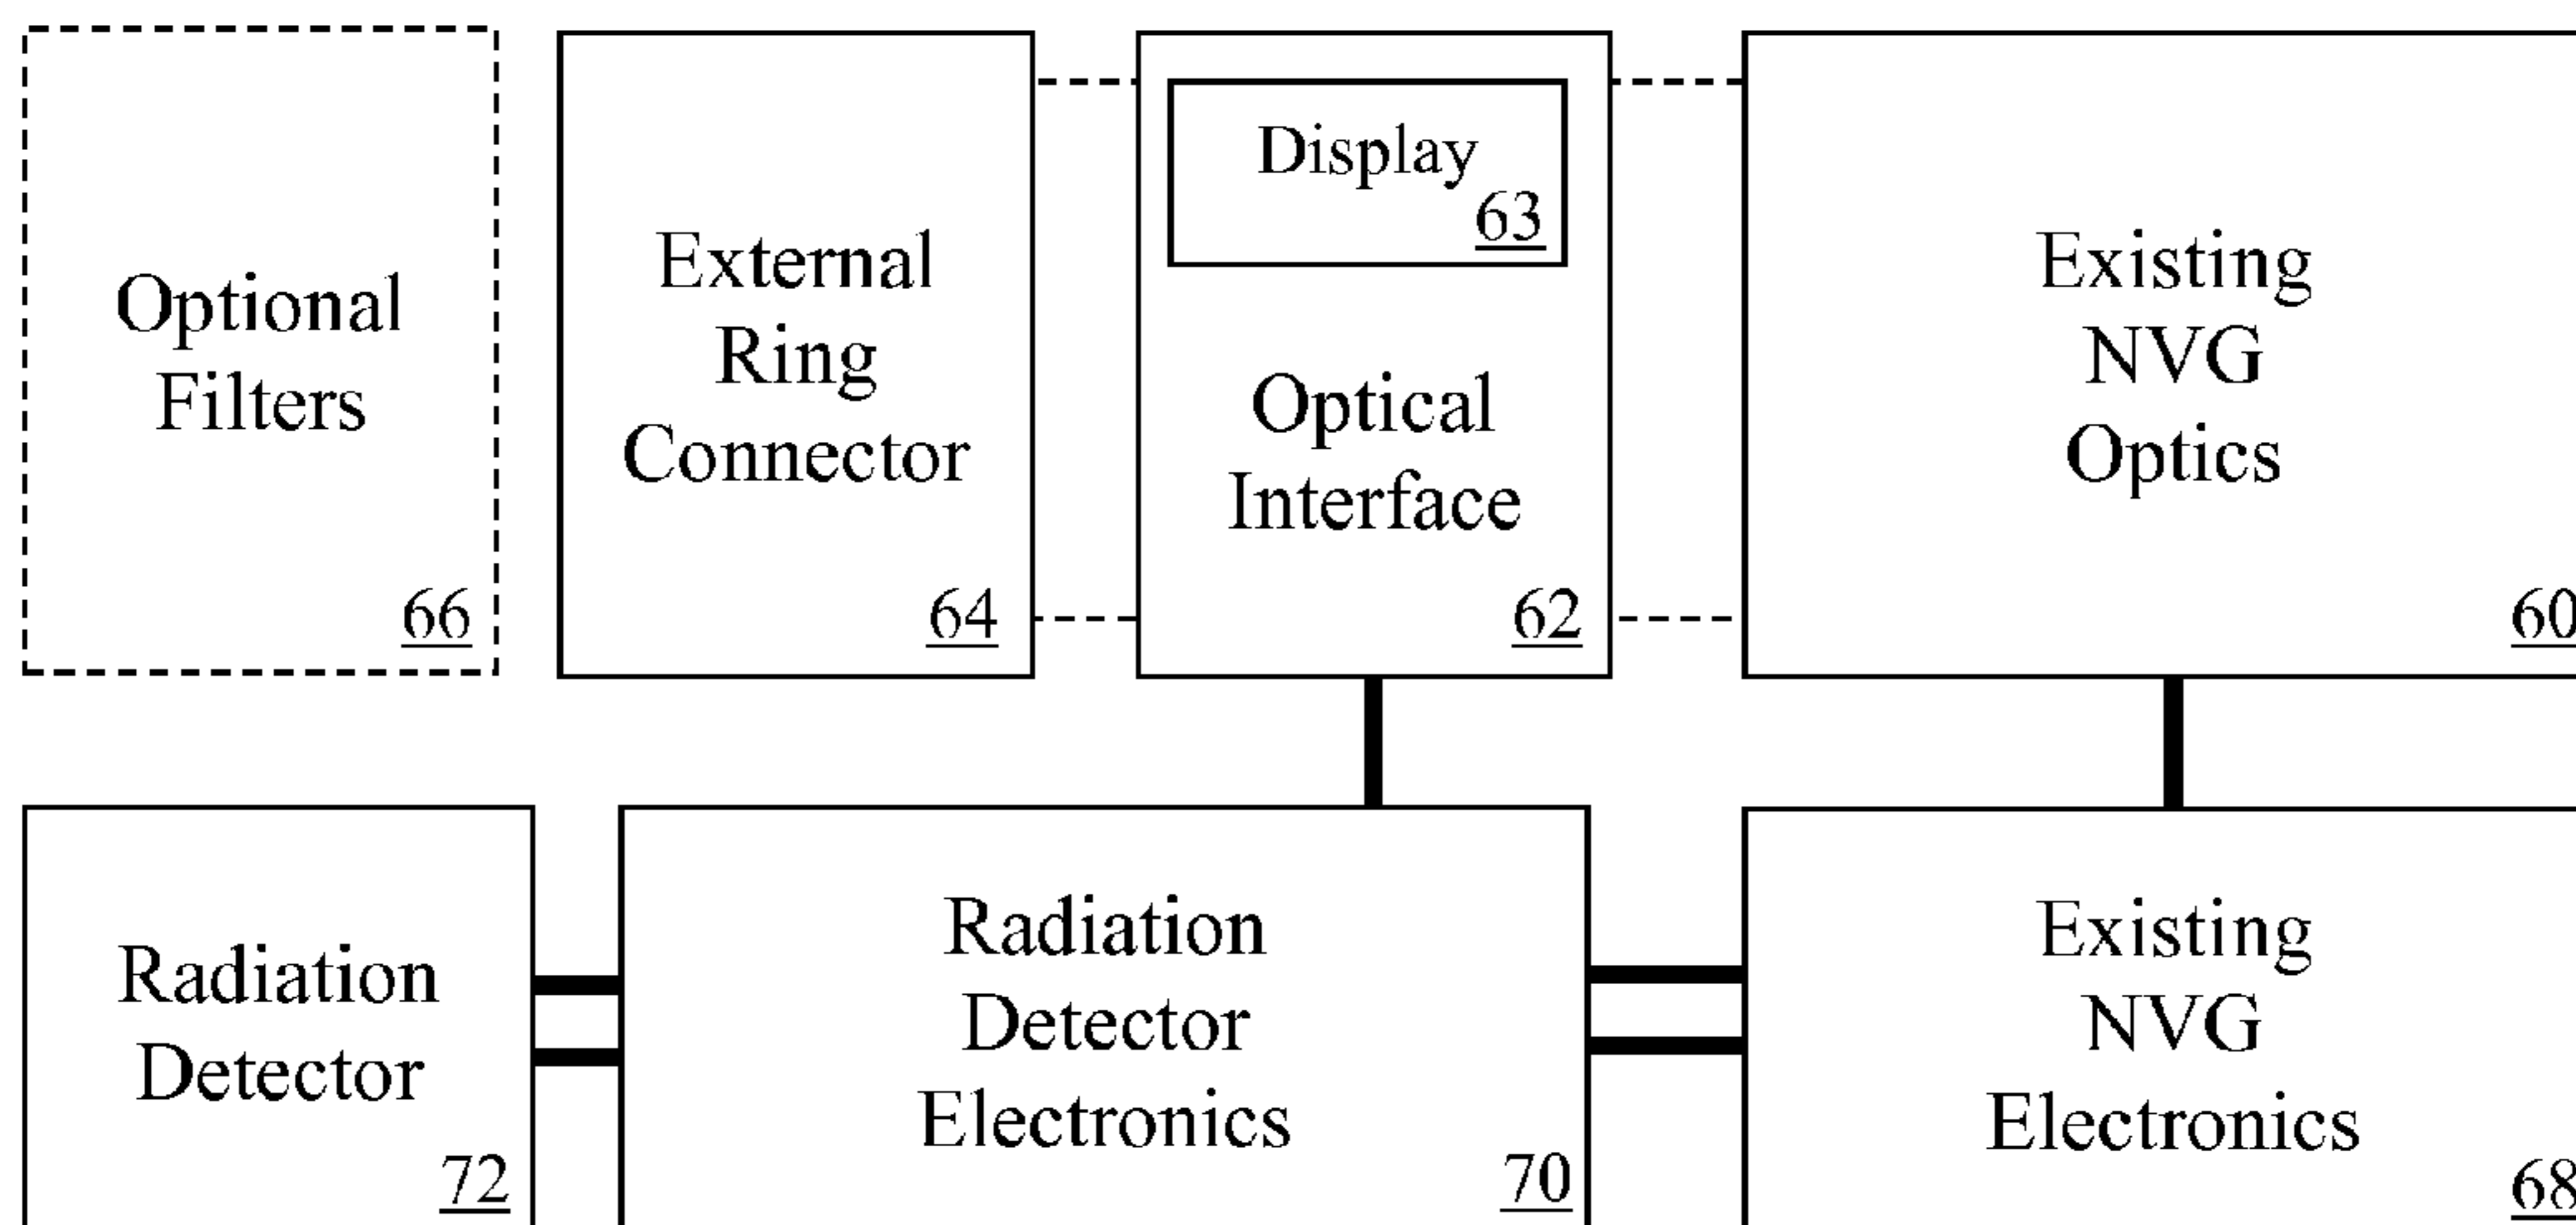 Optional
Filters
66
External
Ring
Connector
64
Display
63
Optical
Interface
62
Existing
NVG
Optics
60
Radiation
Detector
72
Radiation
Detector
Electronics
70
Existing
NVG
Electronics
68